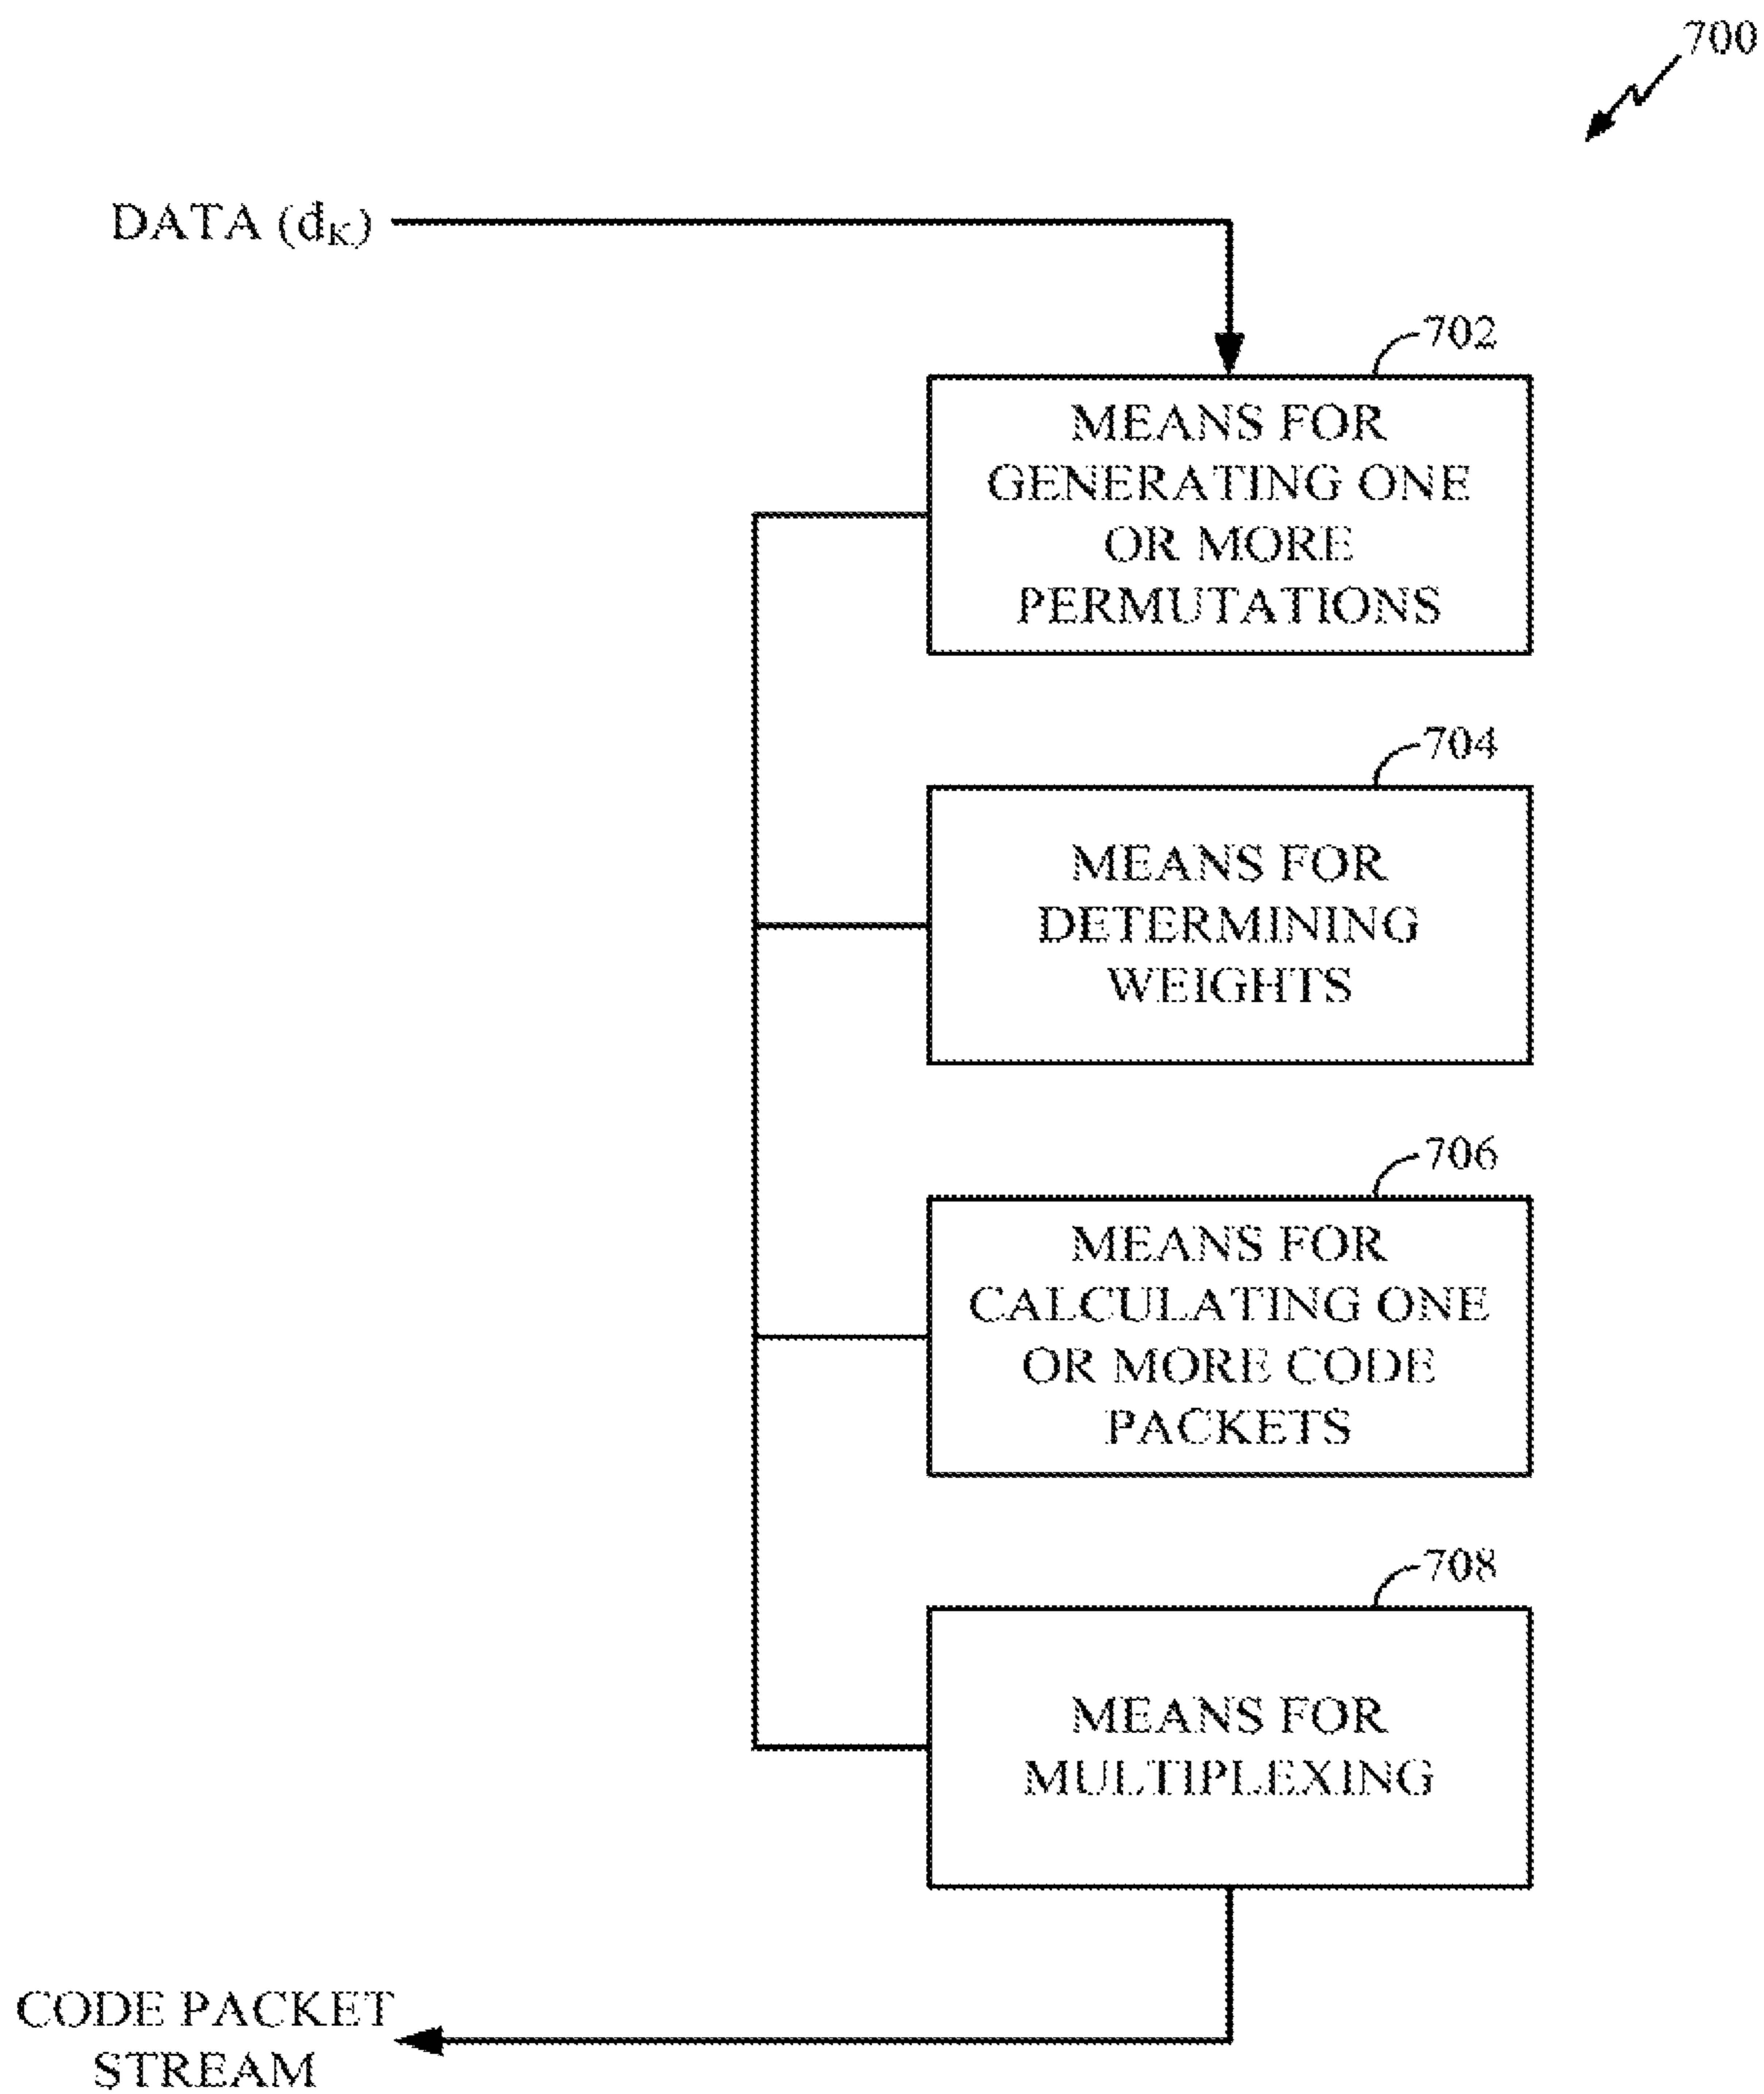 700
DATA (dK)
702
MEANS FOR
GENERATING ONE
OR MORE
PERMUTATIONS
704
MEANS FOR
DETERMINING
WEIGHTS
706
MEANS FOR
CALCULATING ONE
OR MORE CODE
PACKETS
708
MEANS FOR
MULTIPLEXING
CODE PACKET
STREAM